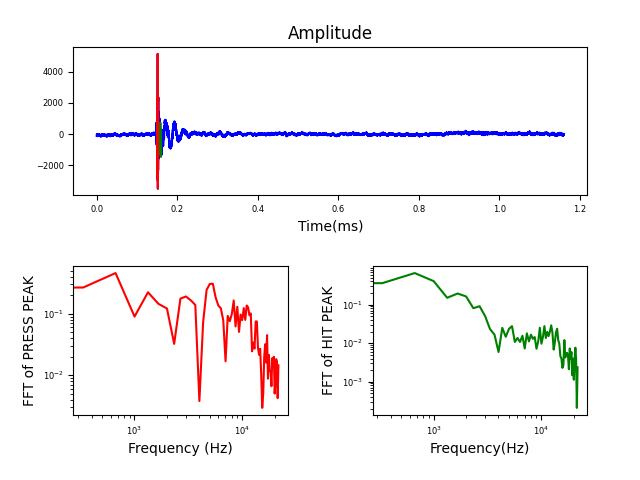 Amplitude
4000
2000
0
−2000
0.0 0.2 0.4 0.6 0.8 1.0 1.2
Time(ms)
FFT of PRESS PEAK
10⁻¹
10⁻²
10³ 10⁴
Frequency (Hz)
FFT of HIT PEAK
10⁻¹
10⁻²
10⁻³
10³ 10⁴
Frequency(Hz)